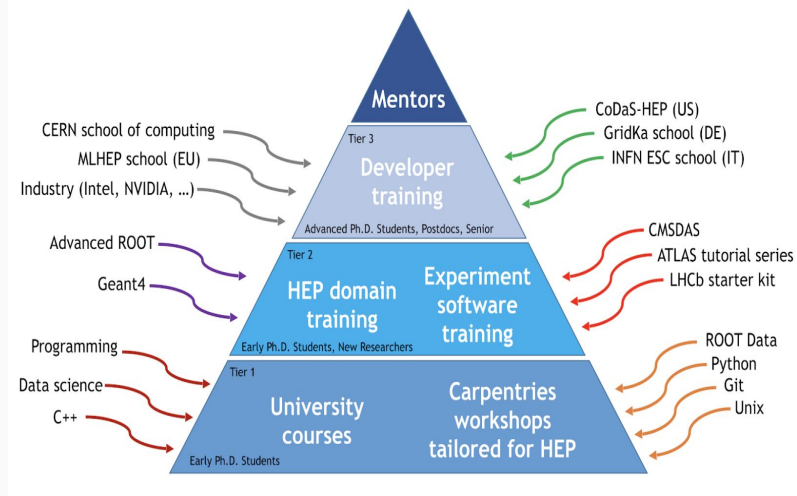 Mentors
CERN school of computing
MLHEP school (EU)
Industry (Intel, NVIDIA, ...)
Tier 3
Developer
training
Advanced Ph.D. Students, Postdocs, Senior
CoDaS-HEP (US)
GridKa school (DE)
INFN ESC school (IT)
Advanced ROOT
Geant4
Tier 2
HEP domain
training
Experiment
software
training
Early Ph.D. Students, New Researchers
CMSDAS
ATLAS tutorial series
LHCb starter kit
Programming
Data science
C++
Tier 1
University
courses
Carpentries
workshops
tailored for HEP
Early Ph.D. Students
ROOT Data
Python
Git
Unix